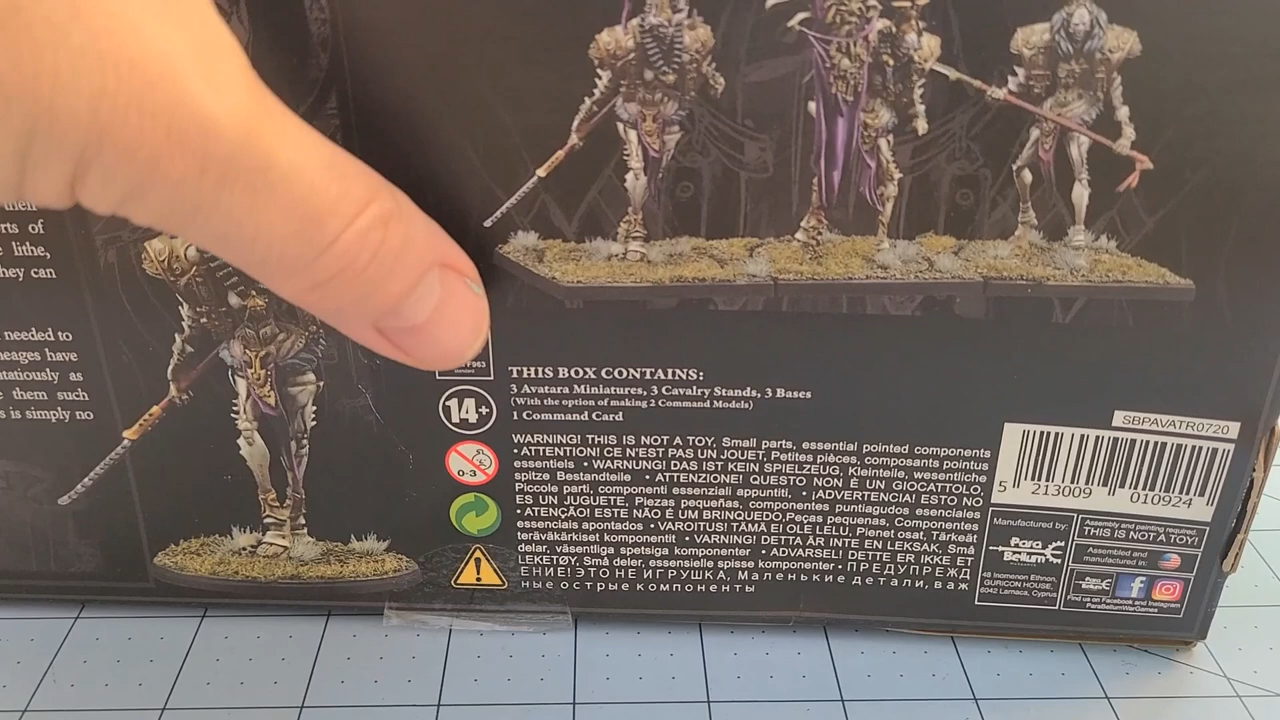 their
rts of
lithe,
hey can
needed to
neages have
ntatiously as
them such
s is simply no
F963
THIS BOX CONTAINS:
3 Avatara Miniatures, 3 Cavalry Stands, 3 Bases
(With the option of making 2 Command Models)
1 Command Card
14+
0-3
WARNING! THIS IS NOT A TOY, Small parts, essential pointed components
• ATTENTION! CE N'EST PAS UN JOUET, Petites pièces, composants pointus
essentiels • WARNUNG! DAS IST KEIN SPIELZEUG, Kleinteile, wesentliche
spitze Bestandteile • ATTENZIONE! QUESTO NON È UN GIOCATTOLO,
Piccole parti, componenti essenziali appuntiti, • ¡ADVERTENCIA! ESTO NO
ES UN JUGUETE, Piezas pequeñas, componentes puntiagudos esenciales
• ATENÇÃO! ESTE NÃO É UM BRINQUEDO,Peças pequenas, Componentes
essenciais apontados • VAROITUS! TÄMÄ EI OLE LELU, Pienet osat, Tärkeät
teräväkärkiset komponentit • VARNING! DETTA ÄR INTE EN LEKSAK, Små
delar, väsentliga spetsiga komponenter • ADVARSEL! DETTE ER IKKE ET
LEKETØY, Små deler, essensielle spisse komponenter • ПРЕДУПРЕЖД
ЕНИЕ! ЭТО НЕ ИГРУШКА, Маленькие детали, важ
ные острые компоненты
SBPAVATR0720
5 213009 010924
Manufactured by:
Para
Bellum
WARGAMES
48 Inomenon Ethnon,
GURICON HOUSE,
6042 Larnaca, Cyprus
Assembly and painting required.
THIS IS NOT A TOY!
Assembled and
manufactured in:
Para
Bellum
Find us on Facebook and Instagram
ParaBellumWarGames